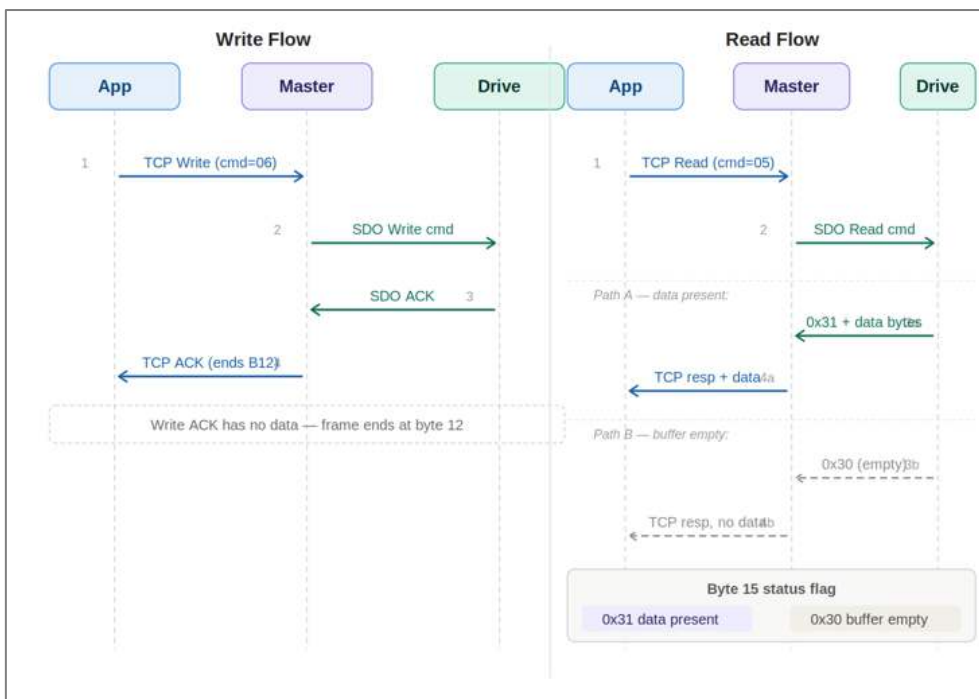 Write Flow
App
Master
Drive
1
TCP Write (cmd=06)
2
SDO Write cmd
SDO ACK
3
TCP ACK (ends B12)
Write ACK has no data — frame ends at byte 12
Read Flow
App
Master
Drive
1
TCP Read (cmd=05)
2
SDO Read cmd
Path A — data present:
0x31 + data bytes
TCP resp + data
4a
Path B — buffer empty:
0x30 (empty)
3b
TCP resp, no data
4b
Byte 15 status flag
0x31 data present
0x30 buffer empty